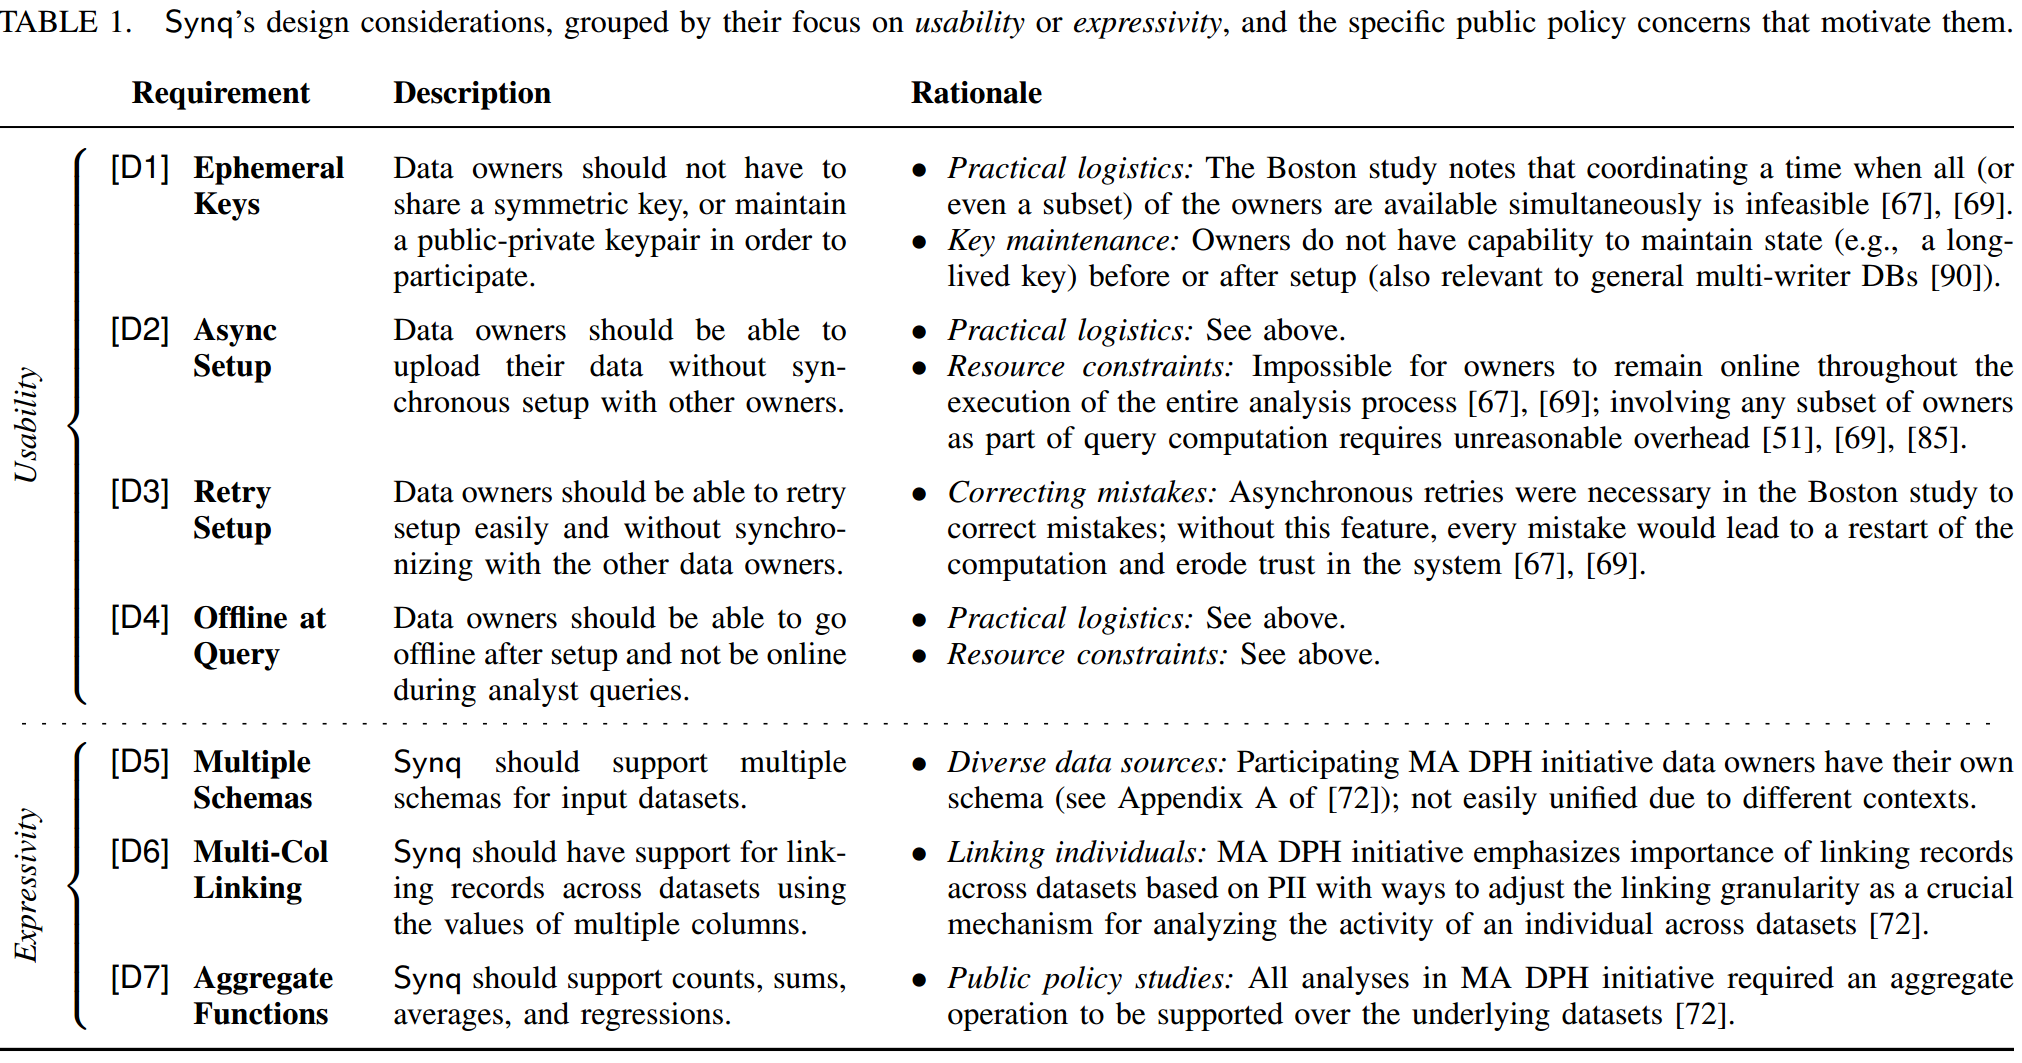 TABLE 1. Synq's design considerations, grouped by their focus on usability or expressivity, and the specific public policy concerns that motivate them.
Requirement Description Rationale
Usability
[D1] Ephemeral Keys
Data owners should not have to
share a symmetric key, or maintain
a public-private keypair in order to
participate.
• Practical logistics: The Boston study notes that coordinating a time when all (or
even a subset) of the owners are available simultaneously is infeasible [67], [69].
• Key maintenance: Owners do not have capability to maintain state (e.g., a long-
lived key) before or after setup (also relevant to general multi-writer DBs [90]).
[D2] Async Setup
Data owners should be able to
upload their data without syn-
chronous setup with other owners.
• Practical logistics: See above.
• Resource constraints: Impossible for owners to remain online throughout the
execution of the entire analysis process [67], [69]; involving any subset of owners
as part of query computation requires unreasonable overhead [51], [69], [85].
[D3] Retry Setup
Data owners should be able to retry
setup easily and without synchro-
nizing with the other data owners.
• Correcting mistakes: Asynchronous retries were necessary in the Boston study to
correct mistakes; without this feature, every mistake would lead to a restart of the
computation and erode trust in the system [67], [69].
[D4] Offline at Query
Data owners should be able to go
offline after setup and not be online
during analyst queries.
• Practical logistics: See above.
• Resource constraints: See above.
Expressivity
[D5] Multiple Schemas
Synq should support multiple
schemas for input datasets.
• Diverse data sources: Participating MA DPH initiative data owners have their own
schema (see Appendix A of [72]); not easily unified due to different contexts.
[D6] Multi-Col Linking
Synq should have support for link-
ing records across datasets using
the values of multiple columns.
• Linking individuals: MA DPH initiative emphasizes importance of linking records
across datasets based on PII with ways to adjust the linking granularity as a crucial
mechanism for analyzing the activity of an individual across datasets [72].
[D7] Aggregate Functions
Synq should support counts, sums,
averages, and regressions.
• Public policy studies: All analyses in MA DPH initiative required an aggregate
operation to be supported over the underlying datasets [72].